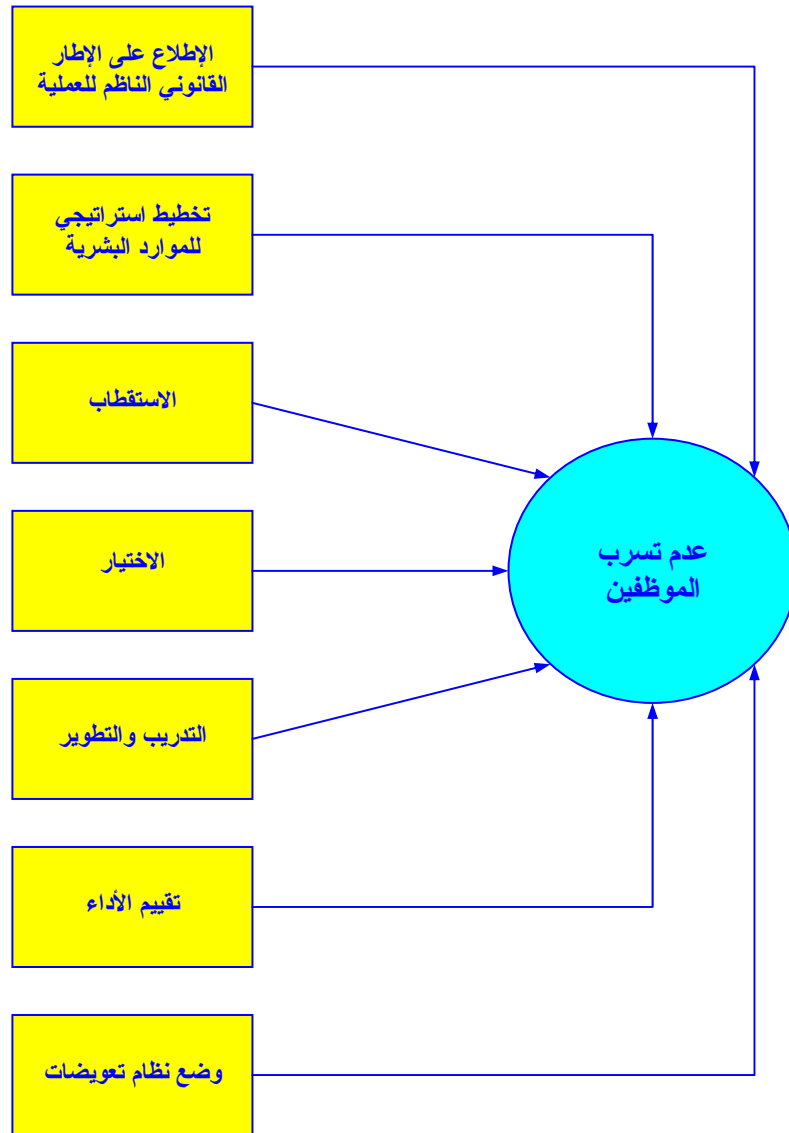 الإطلاع على الإطار
القانوني الناظم للعملية
تخطيط استراتيجي
للموارد البشرية
الاستقطاب
الاختيار
عدم تسرب
الموظفين
التدريب والتطوير
تقييم الأداء
وضع نظام تعويضات